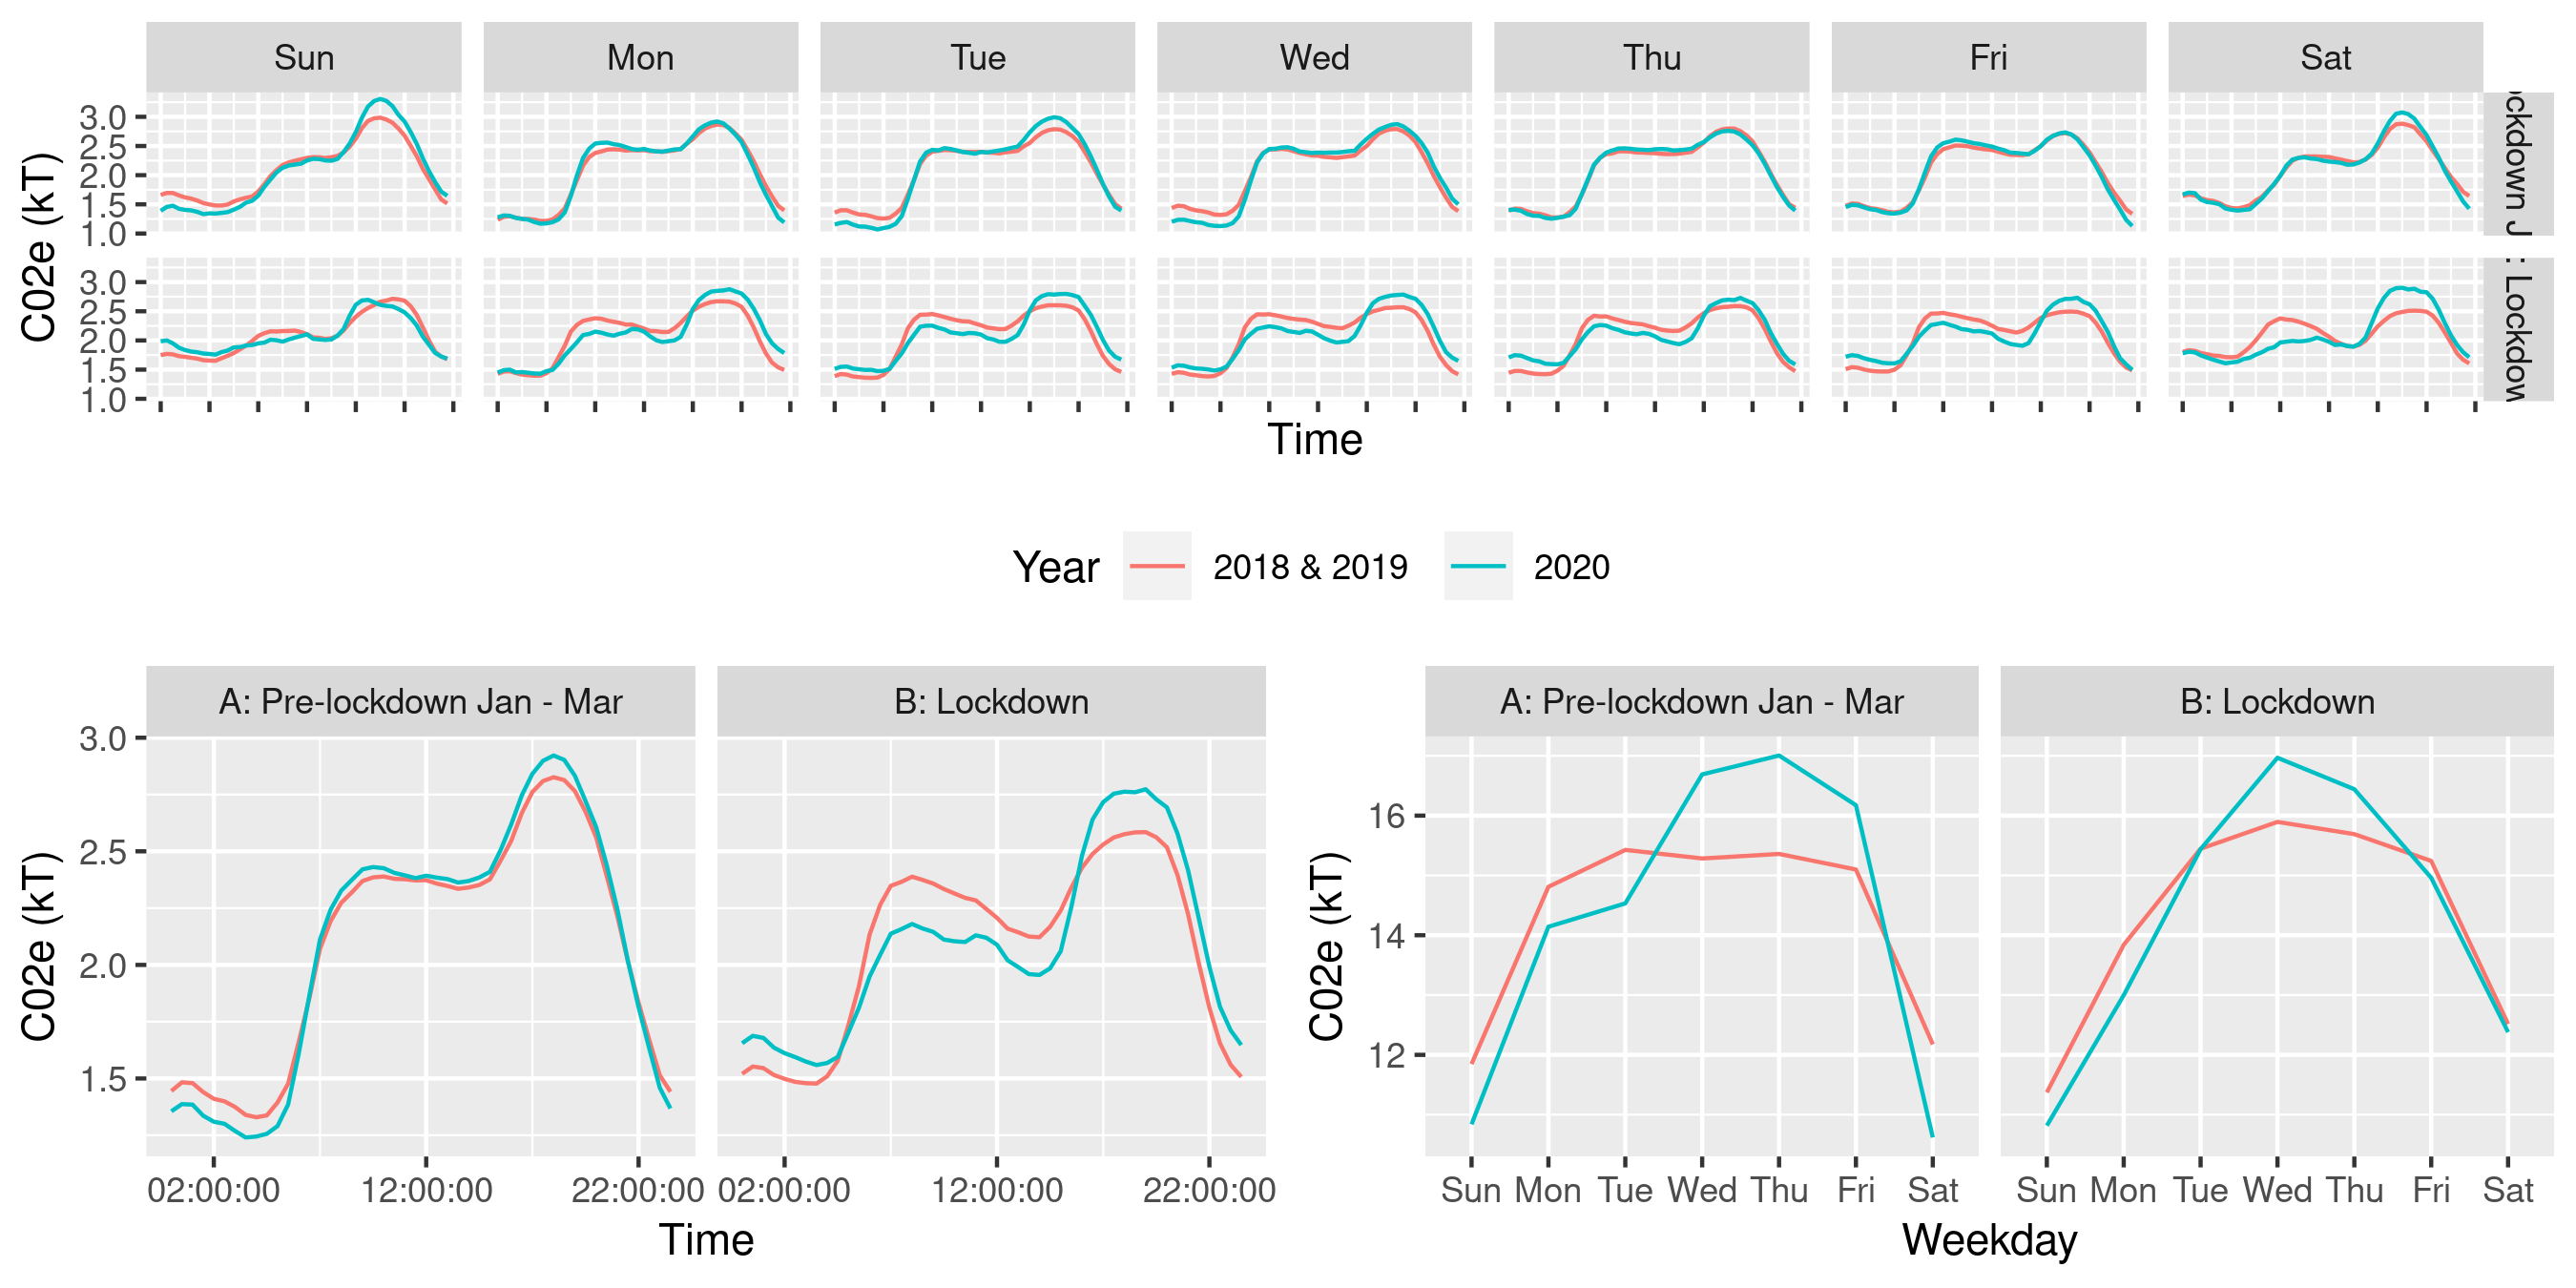 Sun Mon Tue Wed Thu Fri Sat
3.0
2.5
2.0
1.5
1.0
ckdown J
C02e (kT)
3.0
2.5
2.0
1.5
1.0
: Lockdow
Time
Year 2018 & 2019 2020
A: Pre-lockdown Jan - Mar B: Lockdown
3.0
2.5
2.0
1.5
C02e (kT)
02:00:00 12:00:00 22:00:00 02:00:00 12:00:00 22:00:00
Time
A: Pre-lockdown Jan - Mar B: Lockdown
16
14
12
C02e (kT)
Sun Mon Tue Wed Thu Fri Sat Sun Mon Tue Wed Thu Fri Sat
Weekday